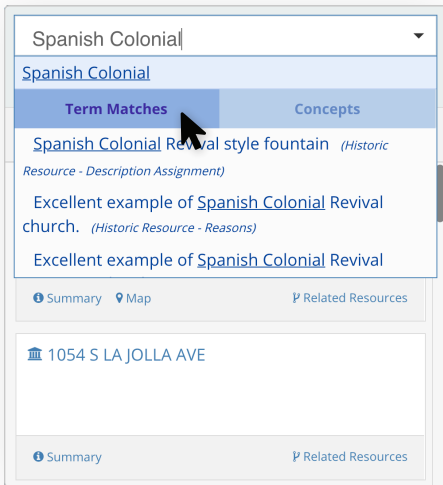 Spanish Colonial
Spanish Colonial
Term Matches Concepts
Spanish Colonial Revival style fountain (Historic
Resource - Description Assignment)
Excellent example of Spanish Colonial Revival
church. (Historic Resource - Reasons)
Excellent example of Spanish Colonial Revival
Summary Map Related Resources
1054 S LA JOLLA AVE
Summary Related Resources